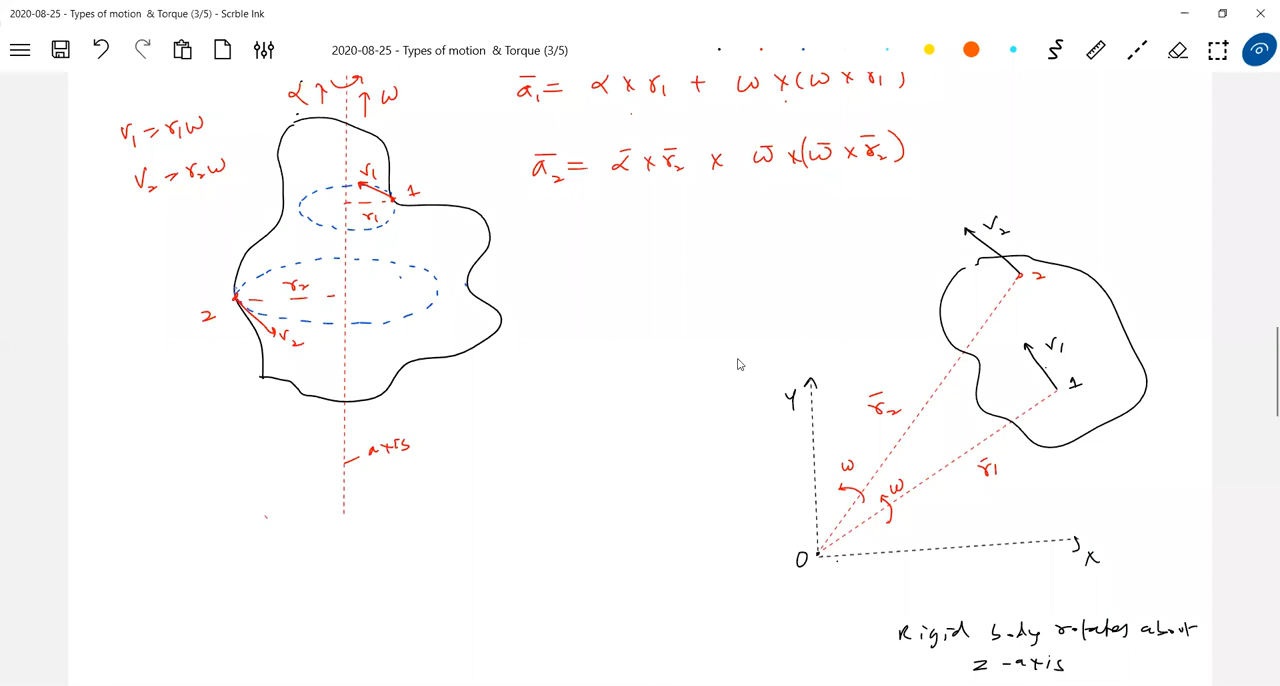 2020-08-25 - Types of motion & Torque (3/5) - Scrble Ink
2020-08-25 - Types of motion & Torque (3/5)
α ω
v₁ = r₁ω
v₂ = r₂ω
v₁ 1
r₁
r₂
2
v₂
axis
a̅₁ = α × r₁ + ω × (ω × r₁)
a̅₂ = α̅ × r̅₂ × ω̅ × (ω̅ × r̅₂)
v₂
2
v₁
1
Y
r̅₂
r̅₁
ω
ω
O
X
Rigid body rotates about
z-axis